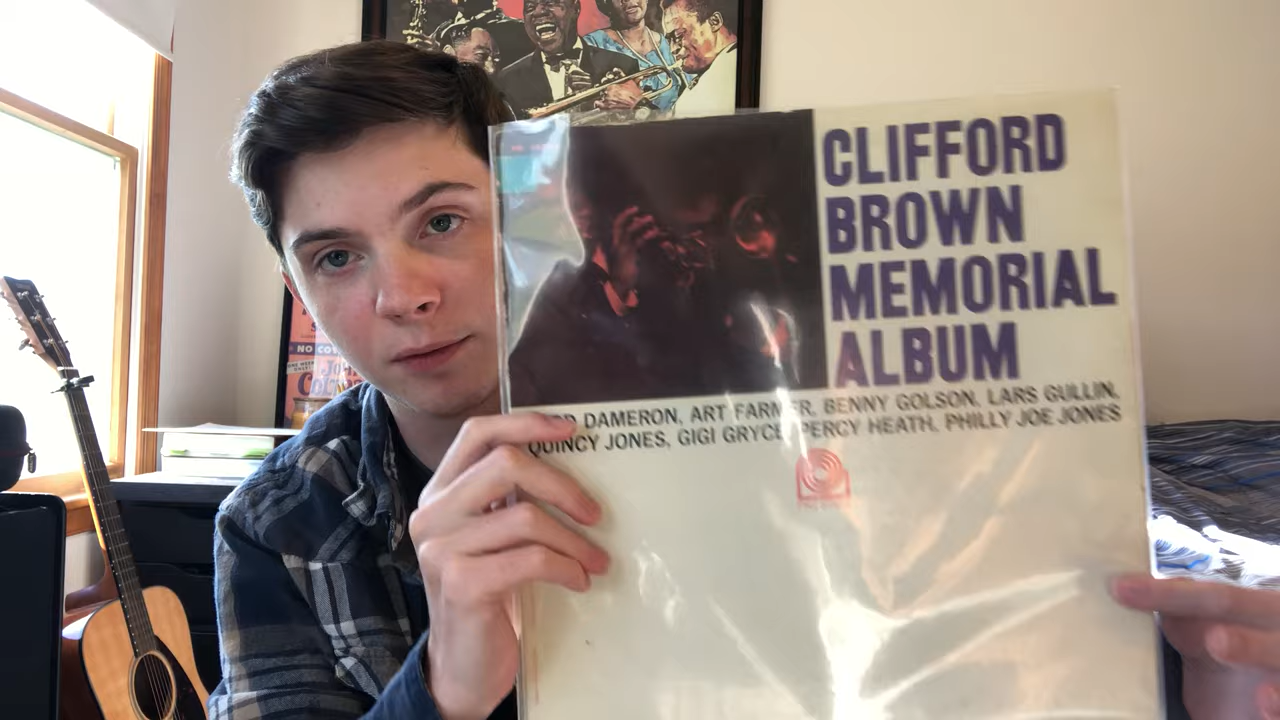 CLIFFORD
BROWN
MEMORIAL
ALBUM
DAMERON, ART FARMER, BENNY GOLSON, LARS GULLIN,
QUINCY JONES, GIGI GRYCE, PERCY HEATH, PHILLY JOE JONES
NO